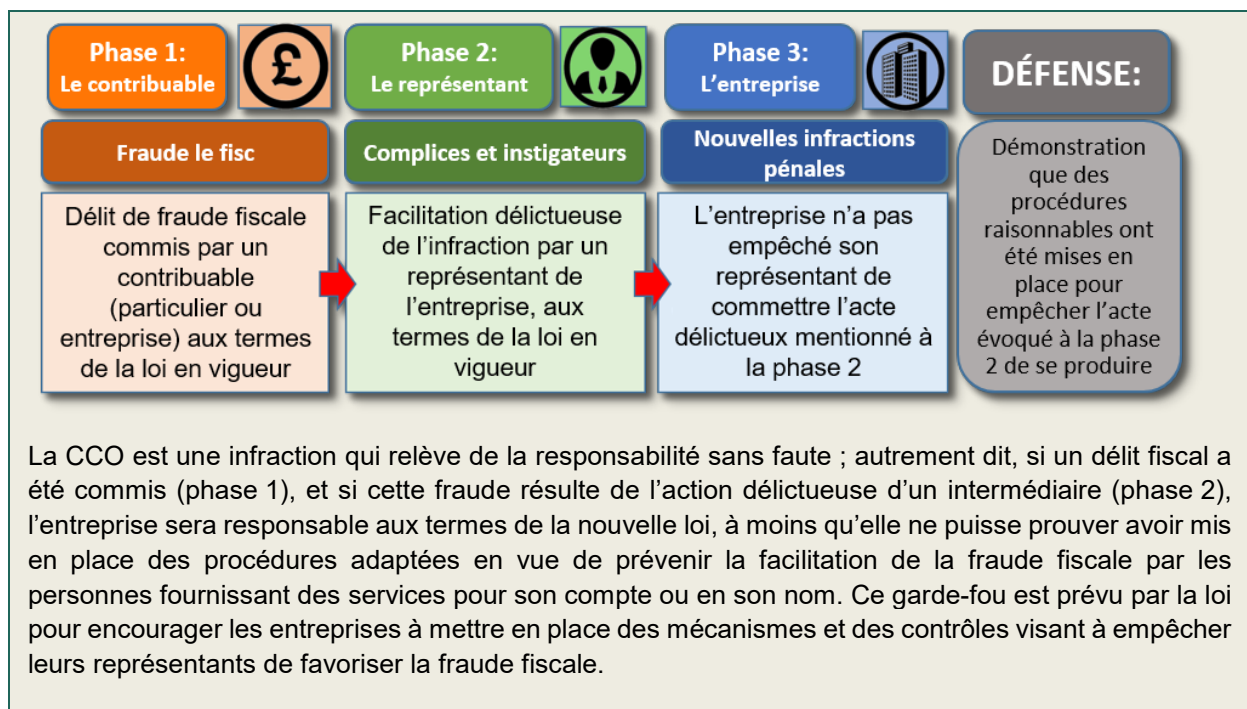 Phase 1:
Le contribuable
£
Fraude le fisc
Délit de fraude fiscale
commis par un
contribuable
(particulier ou
entreprise) aux termes
de la loi en vigueur
Phase 2:
Le représentant
Complices et instigateurs
Facilitation délictueuse
de l’infraction par un
représentant de
l’entreprise, aux
termes de la loi en
vigueur
Phase 3:
L’entreprise
Nouvelles infractions
pénales
L’entreprise n’a pas
empêché son
représentant de
commettre l’acte
délictueux mentionné à
la phase 2
DÉFENSE:
Démonstration
que des
procédures
raisonnables ont
été mises en
place pour
empêcher l’acte
évoqué à la phase
2 de se produire
La CCO est une infraction qui relève de la responsabilité sans faute ; autrement dit, si un délit fiscal a
été commis (phase 1), et si cette fraude résulte de l’action délictueuse d’un intermédiaire (phase 2),
l’entreprise sera responsable aux termes de la nouvelle loi, à moins qu’elle ne puisse prouver avoir mis
en place des procédures adaptées en vue de prévenir la facilitation de la fraude fiscale par les
personnes fournissant des services pour son compte ou en son nom. Ce garde-fou est prévu par la loi
pour encourager les entreprises à mettre en place des mécanismes et des contrôles visant à empêcher
leurs représentants de favoriser la fraude fiscale.